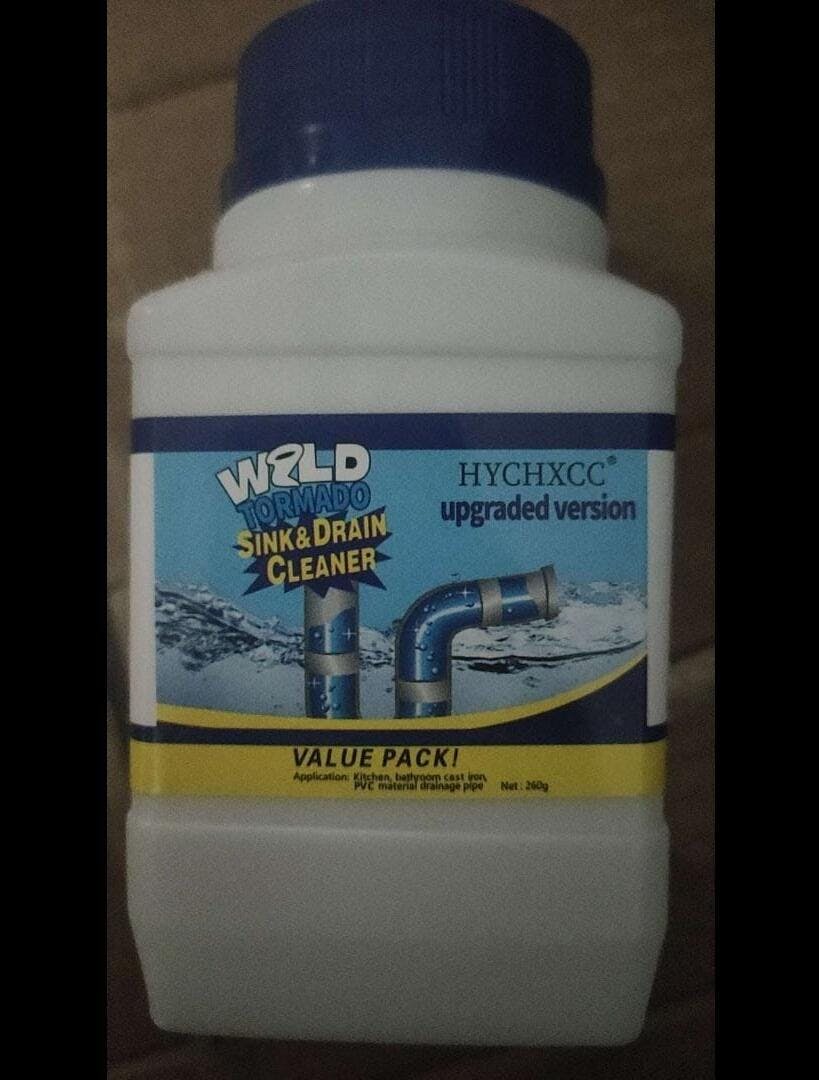 WILD
TORMADO
SINK & DRAIN
CLEANER
HYCHXCC®
upgraded version
VALUE PACK!
Application: Kitchen, bathroom cast iron,
PVC material drainage pipe Net : 260g